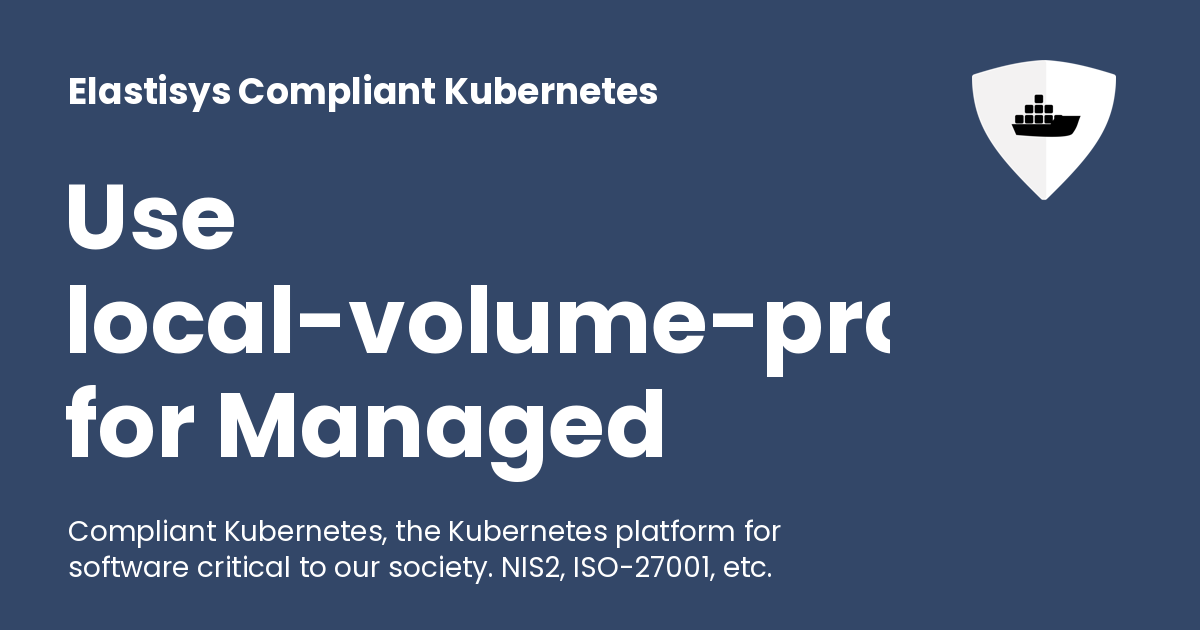 Elastisys Compliant Kubernetes
Use
local-volume-pro
for Managed
Compliant Kubernetes, the Kubernetes platform for
software critical to our society. NIS2, ISO-27001, etc.